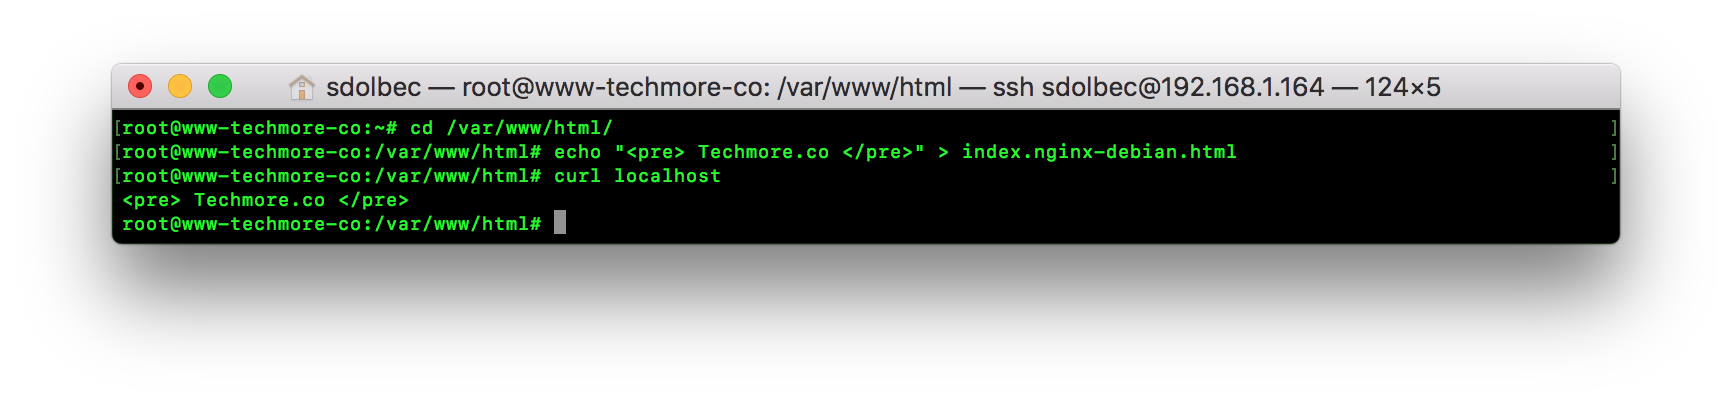 sdolbec — root@www-techmore-co: /var/www/html — ssh sdolbec@192.168.1.164 — 124×5
[root@www-techmore-co:~# cd /var/www/html/ ]
[root@www-techmore-co:/var/www/html# echo "<pre> Techmore.co </pre>" > index.nginx-debian.html ]
[root@www-techmore-co:/var/www/html# curl localhost ]
<pre> Techmore.co </pre>
root@www-techmore-co:/var/www/html#